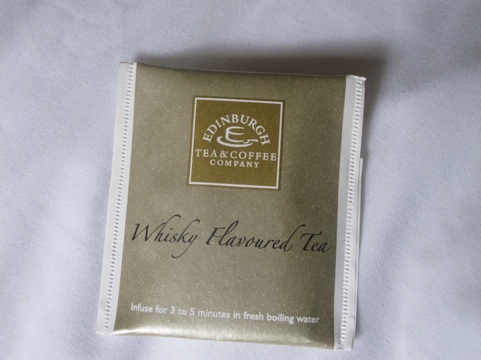 EDINBURGH
TEA & COFFEE
COMPANY
Whisky Flavoured Tea
Infuse for 3 to 5 minutes in fresh boiling water